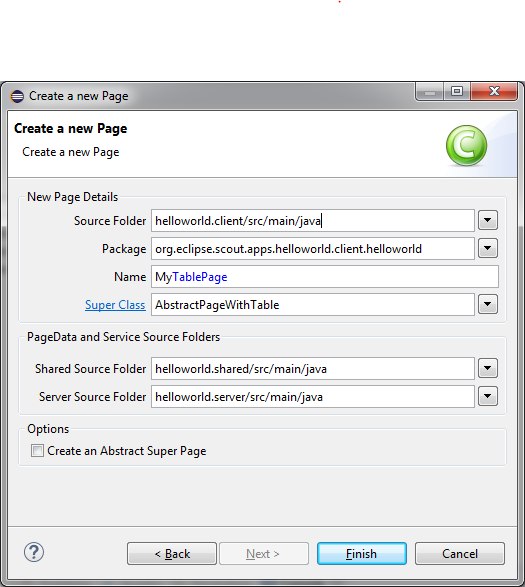 Create a new Page
Create a new Page
Create a new Page
New Page Details
Source Folder helloworld.client/src/main/java
Package org.eclipse.scout.apps.helloworld.client.helloworld
Name MyTablePage
Super Class AbstractPageWithTable
PageData and Service Source Folders
Shared Source Folder helloworld.shared/src/main/java
Server Source Folder helloworld.server/src/main/java
Options
Create an Abstract Super Page
? < Back Next > Finish Cancel